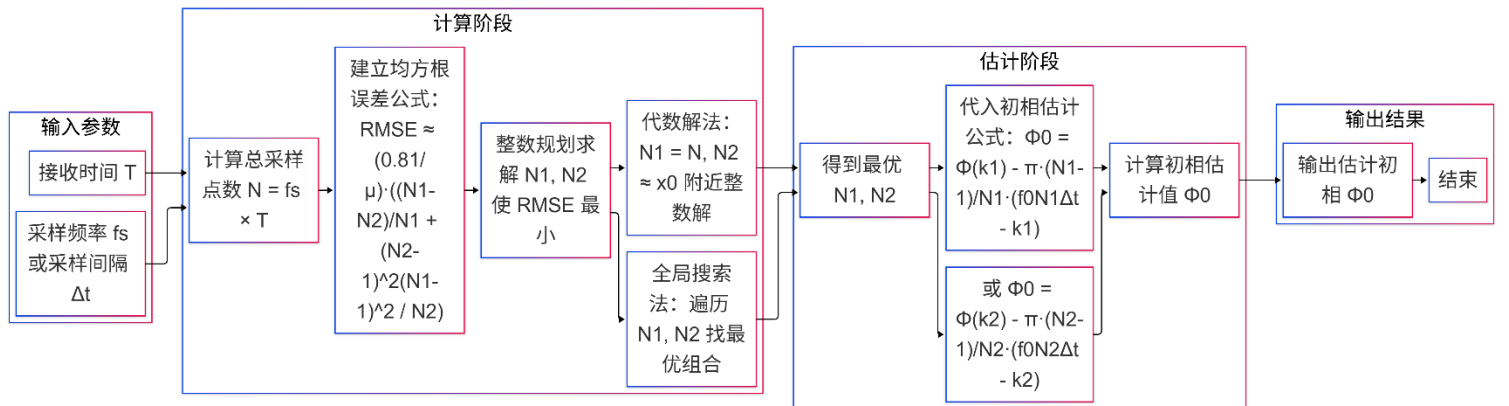 输入参数
接收时间 T
采样频率 fs
或采样间隔
Δt
计算阶段
计算总采样
点数 N = fs
× T
建立均方根
误差公式：
RMSE ≈
(0.81/
μ)·((N1-
N2)/N1 +
(N2-
1)^2(N1-
1)^2 / N2)
整数规划求
解 N1, N2
使 RMSE 最
小
代数解法：
N1 = N, N2
≈ x0 附近整
数解
全局搜索
法：遍历
N1, N2 找最
优组合
估计阶段
得到最优
N1, N2
代入初相估计
公式：Φ0 =
Φ(k1) - π·(N1-
1)/N1·(f0N1Δt
- k1)
或 Φ0 =
Φ(k2) - π·(N2-
1)/N2·(f0N2Δt
- k2)
计算初相估
计值 Φ0
输出结果
输出估计初
相 Φ0
结束